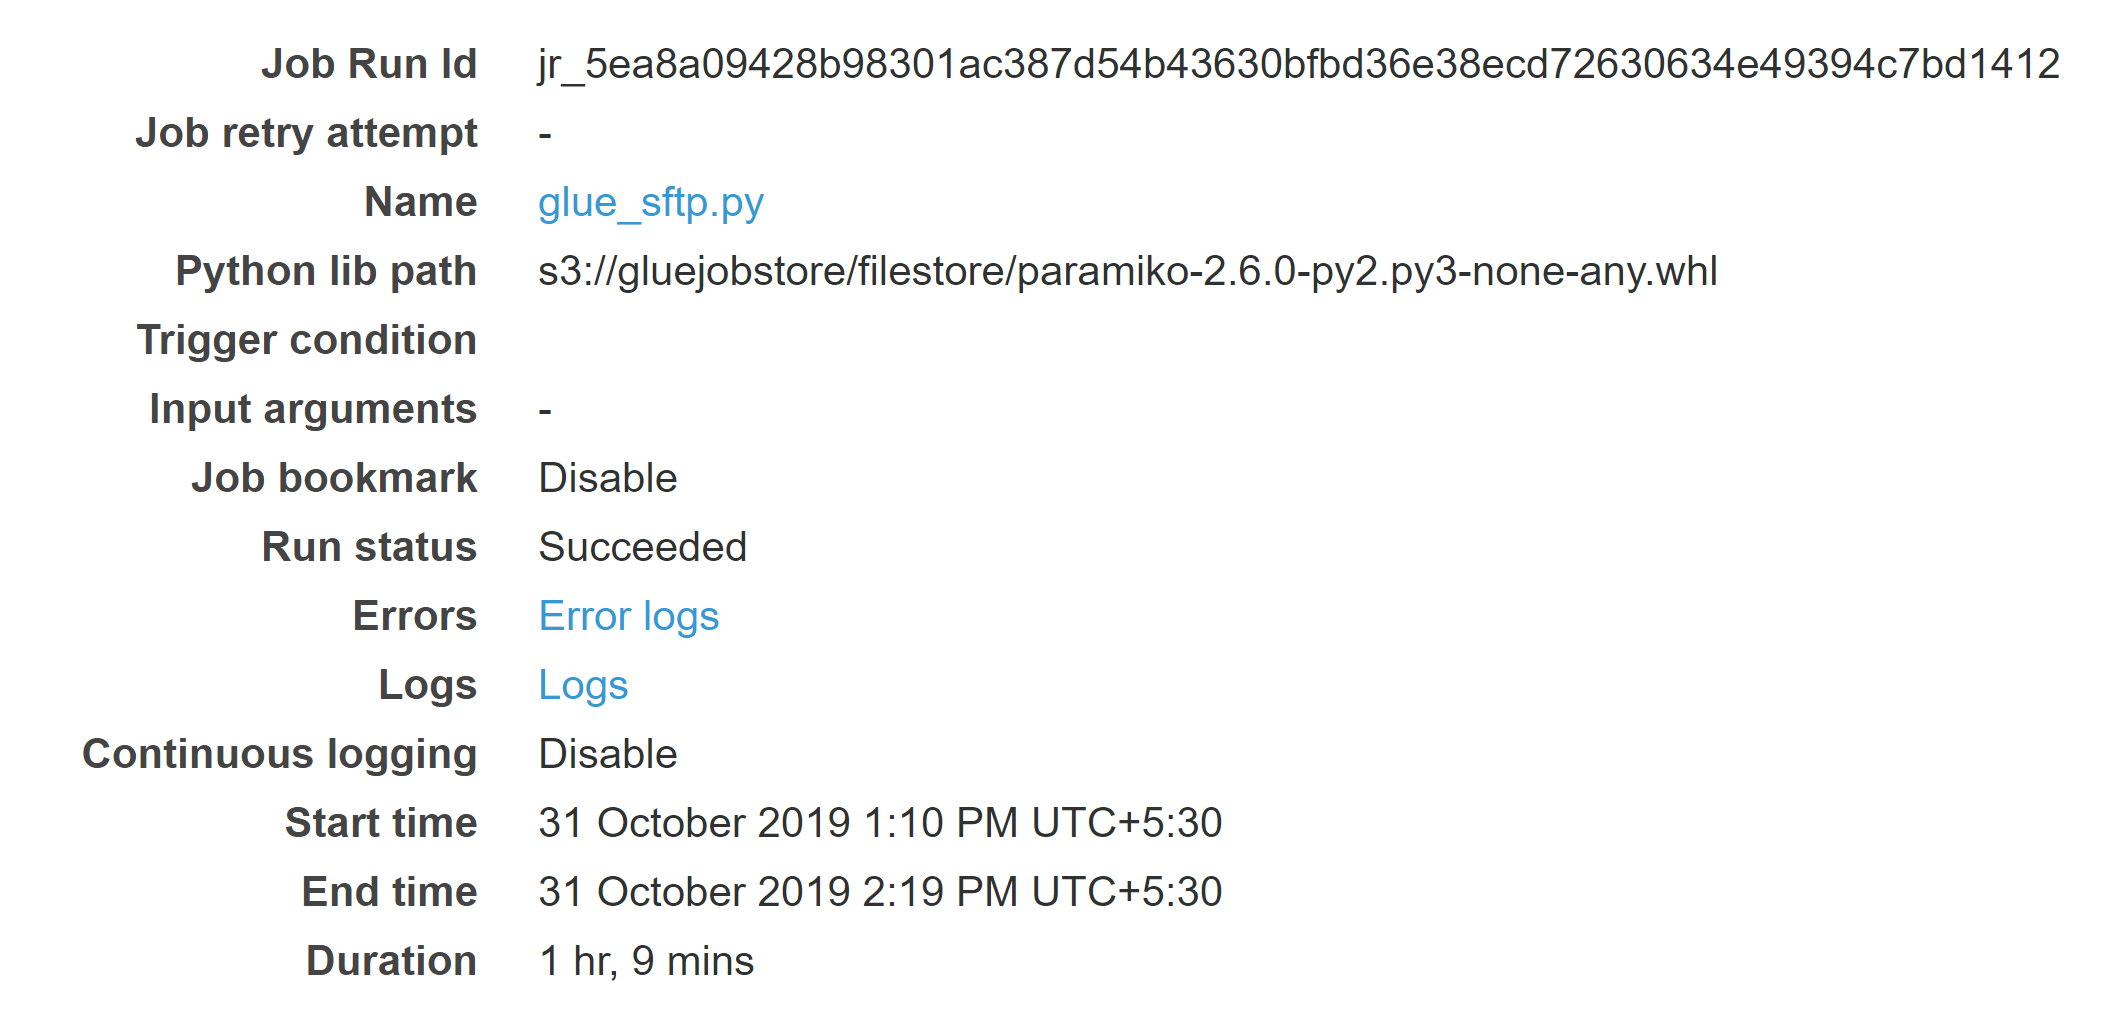 Job Run Id jr_5ea8a09428b98301ac387d54b43630bfbd36e38ecd72630634e49394c7bd1412
Job retry attempt -
Name glue_sftp.py
Python lib path s3://gluejobstore/filestore/paramiko-2.6.0-py2.py3-none-any.whl
Trigger condition
Input arguments -
Job bookmark Disable
Run status Succeeded
Errors Error logs
Logs Logs
Continuous logging Disable
Start time 31 October 2019 1:10 PM UTC+5:30
End time 31 October 2019 2:19 PM UTC+5:30
Duration 1 hr, 9 mins